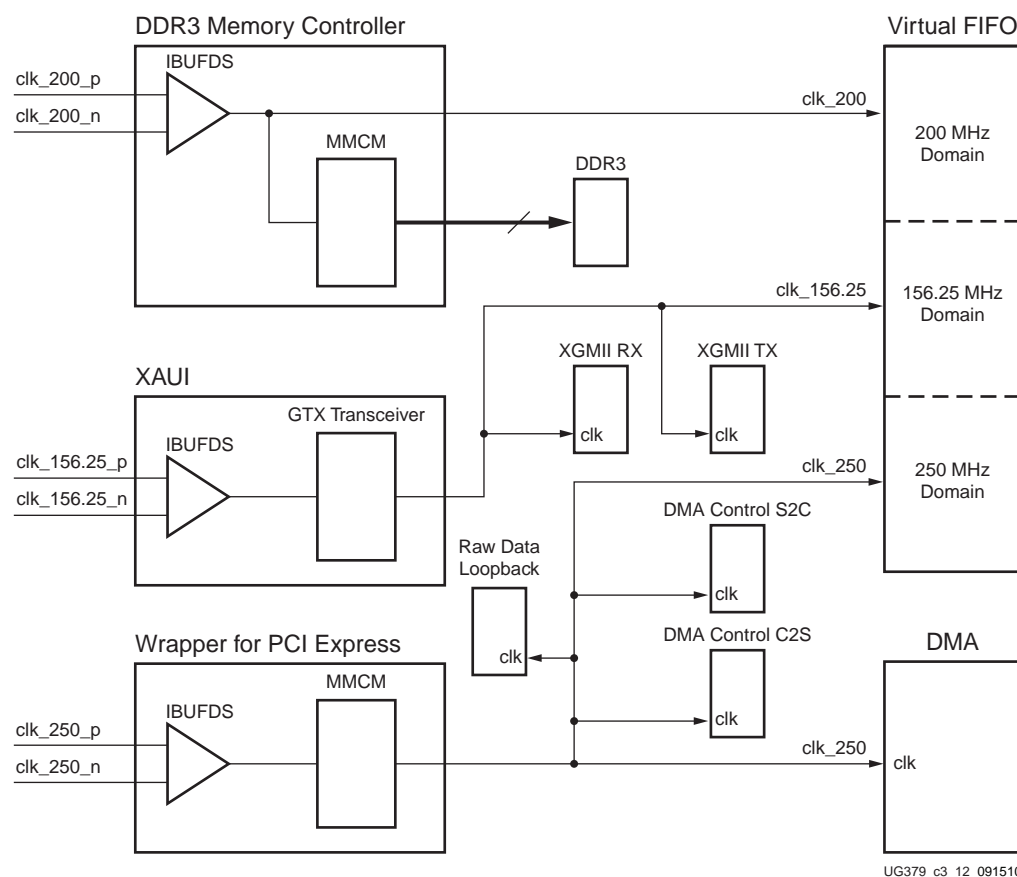 DDR3 Memory Controller
Virtual FIFO
IBUFDS
clk_200_p
clk_200_n
clk_200
MMCM
200 MHz
Domain
DDR3
clk_156.25
156.25 MHz
Domain
XGMII RX
XGMII TX
clk
clk
XAUI
GTX Transceiver
IBUFDS
clk_156.25_p
clk_156.25_n
clk_250
250 MHz
Domain
DMA Control S2C
clk
Raw Data
Loopback
clk
DMA Control C2S
clk
Wrapper for PCI Express
DMA
MMCM
IBUFDS
clk_250_p
clk_250_n
clk_250
clk
UG379_c3_12_091510